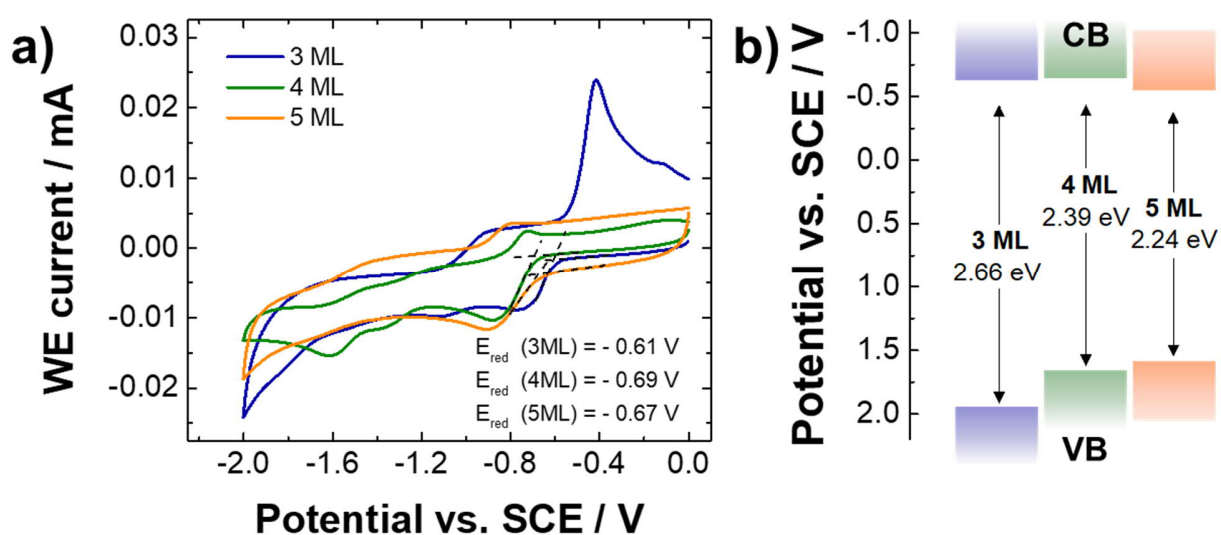 a)
WE current / mA
0.03
0.02
0.01
0.00
-0.01
-0.02
3 ML
4 ML
5 ML
E_red (3ML) = - 0.61 V
E_red (4ML) = - 0.69 V
E_red (5ML) = - 0.67 V
-2.0 -1.6 -1.2 -0.8 -0.4 0.0
Potential vs. SCE / V
b)
Potential vs. SCE / V
-1.0
-0.5
0.0
0.5
1.0
1.5
2.0
CB
3 ML
2.66 eV
4 ML
2.39 eV
5 ML
2.24 eV
VB